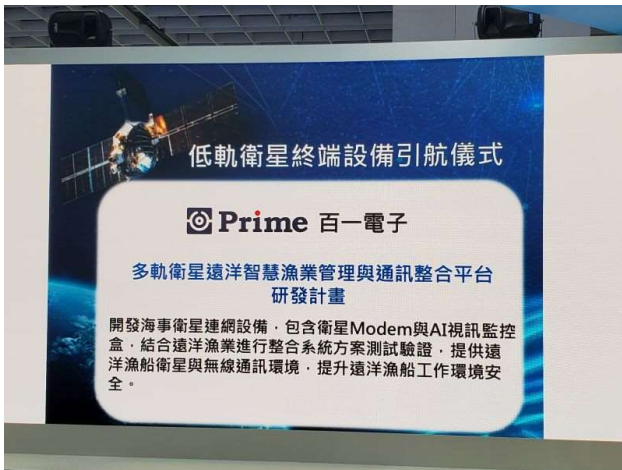 低軌衛星終端設備引航儀式
Prime 百一電子
多軌衛星遠洋智慧漁業管理與通訊整合平台
研發計畫
開發海事衛星連網設備，包含衛星Modem與AI視訊監控
盒，結合遠洋漁業進行整合系統方案測試驗證，提供遠
洋漁船衛星與無線通訊環境，提升遠洋漁船工作環境安
全。